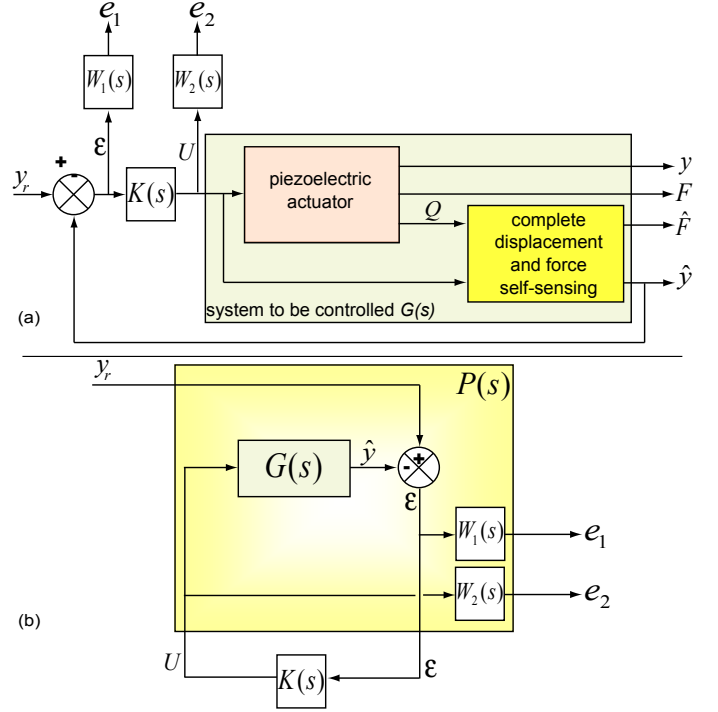 e₁
e₂
W₁(s)
W₂(s)
ε
U
+
-
yᵣ
K(s)
piezoelectric
actuator
y
F
Q
complete
displacement
and force
self-sensing
F̂
ŷ
system to be controlled G(s)
(a)
yᵣ
P(s)
G(s)
ŷ
+
-
ε
W₁(s)
e₁
W₂(s)
e₂
(b)
U
K(s)
ε